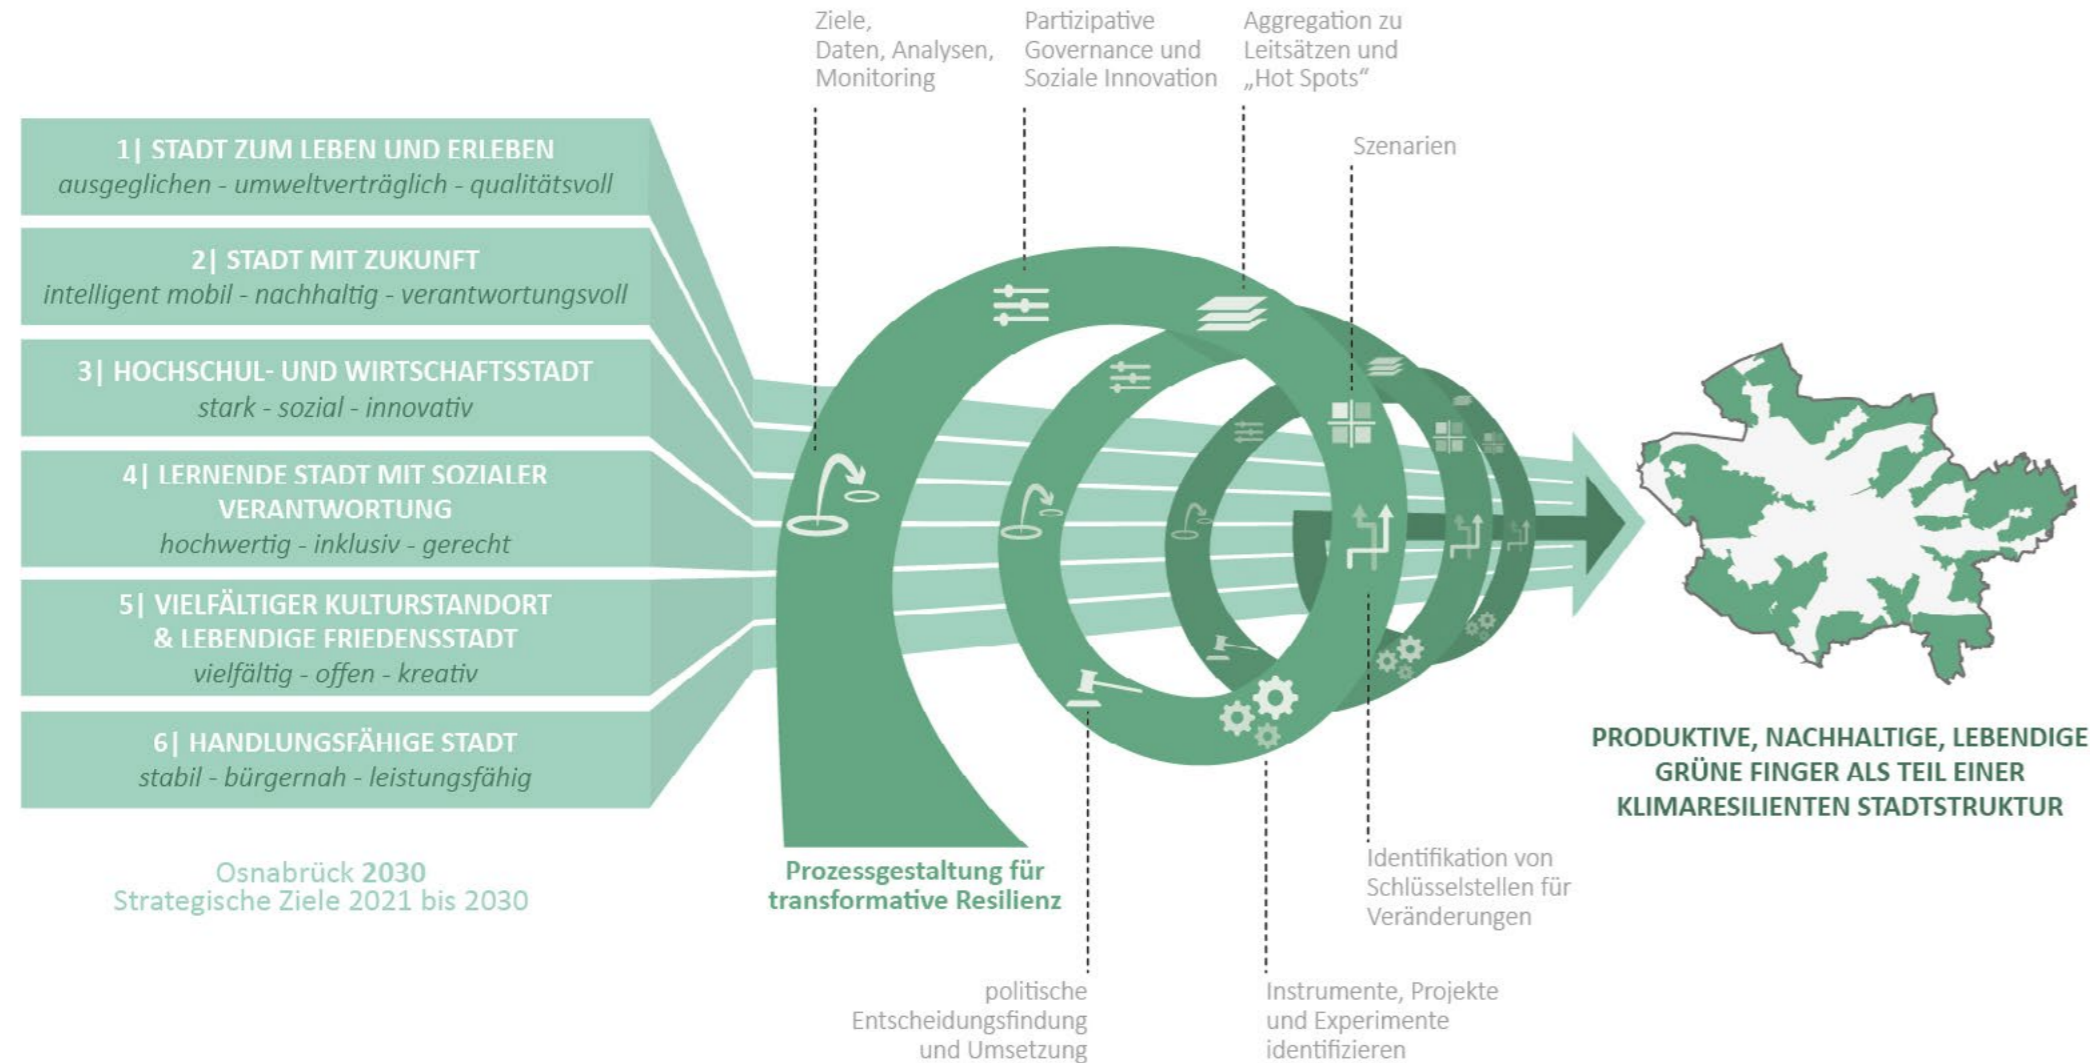 Ziele,
Daten, Analysen,
Monitoring
Partizipative
Governance und
Soziale Innovation
Aggregation zu
Leitsätzen und
„Hot Spots“
Szenarien
1| STADT ZUM LEBEN UND ERLEBEN
ausgeglichen - umweltverträglich - qualitätsvoll
2| STADT MIT ZUKUNFT
intelligent mobil - nachhaltig - verantwortungsvoll
3| HOCHSCHUL- UND WIRTSCHAFTSSTADT
stark - sozial - innovativ
4| LERNENDE STADT MIT SOZIALER
VERANTWORTUNG
hochwertig - inklusiv - gerecht
5| VIELFÄLTIGER KULTURSTANDORT
& LEBENDIGE FRIEDENSSTADT
vielfältig - offen - kreativ
6| HANDLUNGSFÄHIGE STADT
stabil - bürgernah - leistungsfähig
Osnabrück 2030
Strategische Ziele 2021 bis 2030
Prozessgestaltung für
transformative Resilienz
PRODUKTIVE, NACHHALTIGE, LEBENDIGE
GRÜNE FINGER ALS TEIL EINER
KLIMARESILIENTEN STADTSTRUKTUR
Identifikation von
Schlüsselstellen für
Veränderungen
politische
Entscheidungsfindung
und Umsetzung
Instrumente, Projekte
und Experimente
identifizieren